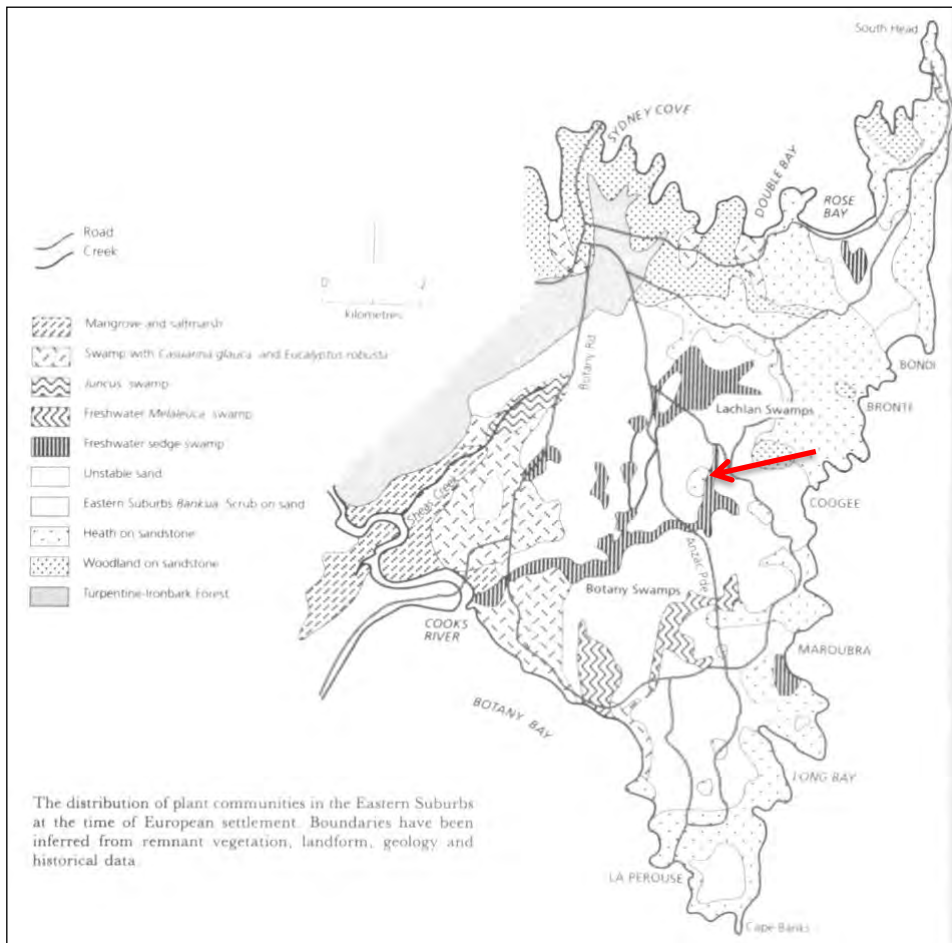 South Head
SYDNEY COVE
DOUBLE BAY
ROSE
BAY
Road
Creek
Kilometres
Mangrove and saltmarsh
Swamp with Casuarina glauca and Eucalyptus robusta
Juncus swamp
Freshwater Melaleuca swamp
Freshwater sedge swamp
Unstable sand
Eastern Suburbs Banksia Scrub on sand
Heath on sandstone
Woodland on sandstone
Turpentine-Ironbark Forest
Botany Rd
BONDI
Lachlan Swamps
BRONTE
Sheas Creek
COOGEE
Anzac Pde
Botany Swamps
COOKS
RIVER
MAROUBRA
BOTANY BAY
LONG BAY
The distribution of plant communities in the Eastern Suburbs
at the time of European settlement. Boundaries have been
inferred from remnant vegetation, landform, geology and
historical data
LA PEROUSE
Cape Banks